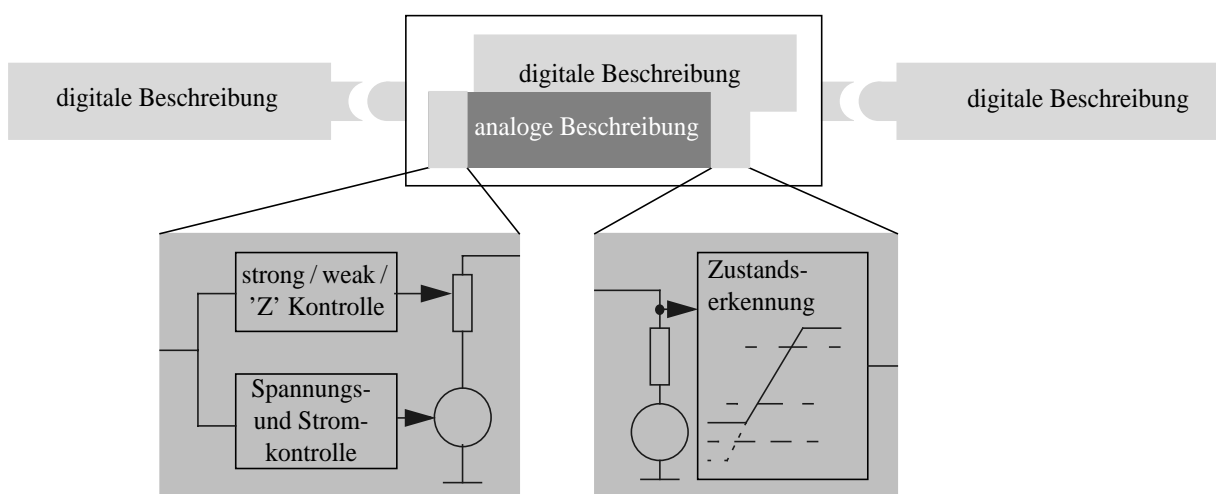 digitale Beschreibung
digitale Beschreibung
analoge Beschreibung
digitale Beschreibung
strong / weak /
’Z’ Kontrolle
Spannungs-
und Strom-
kontrolle
Zustands-
erkennung